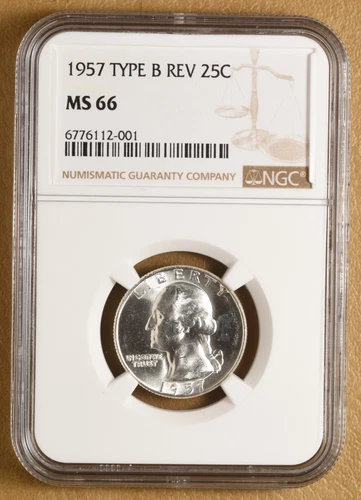 1957 TYPE B REV 25C
MS 66
6776112-001
NUMISMATIC GUARANTY COMPANY
NGC
LIBERTY
IN GOD WE
TRUST
1957